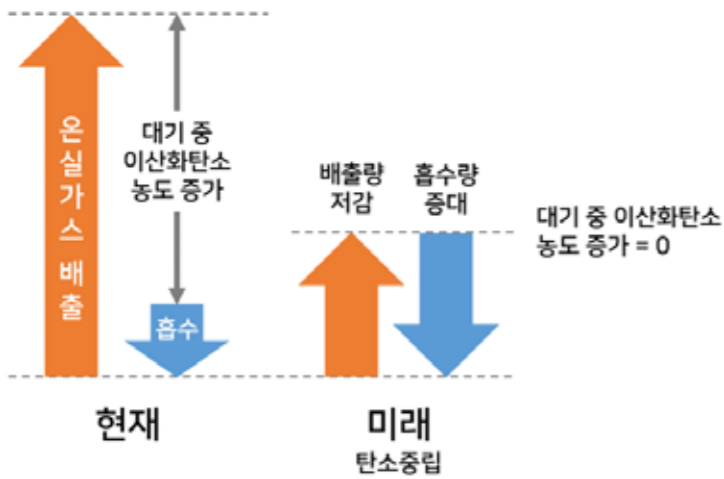 온실가스 배출
대기 중
이산화탄소
농도 증가
흡수
배출량
저감
흡수량
증대
대기 중 이산화탄소
농도 증가 = 0
현재
미래
탄소중립